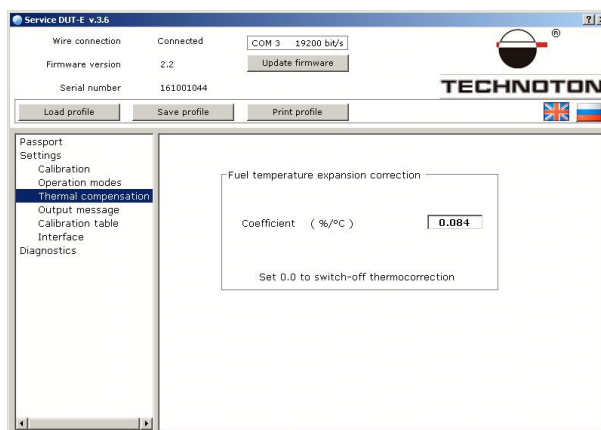 Service DUT-E v.3.6
Wire connection Connected COM 3 19200 bit/s
Firmware version 2.2 Update firmware
Serial number 161001044
®
TECHNOTON
Load profile Save profile Print profile
Passport
Settings
Calibration
Operation modes
Thermal compensation
Output message
Calibration table
Interface
Diagnostics
Fuel temperature expansion correction
Coefficient ( %/ºC ) 0.084
Set 0.0 to switch-off thermocorrection